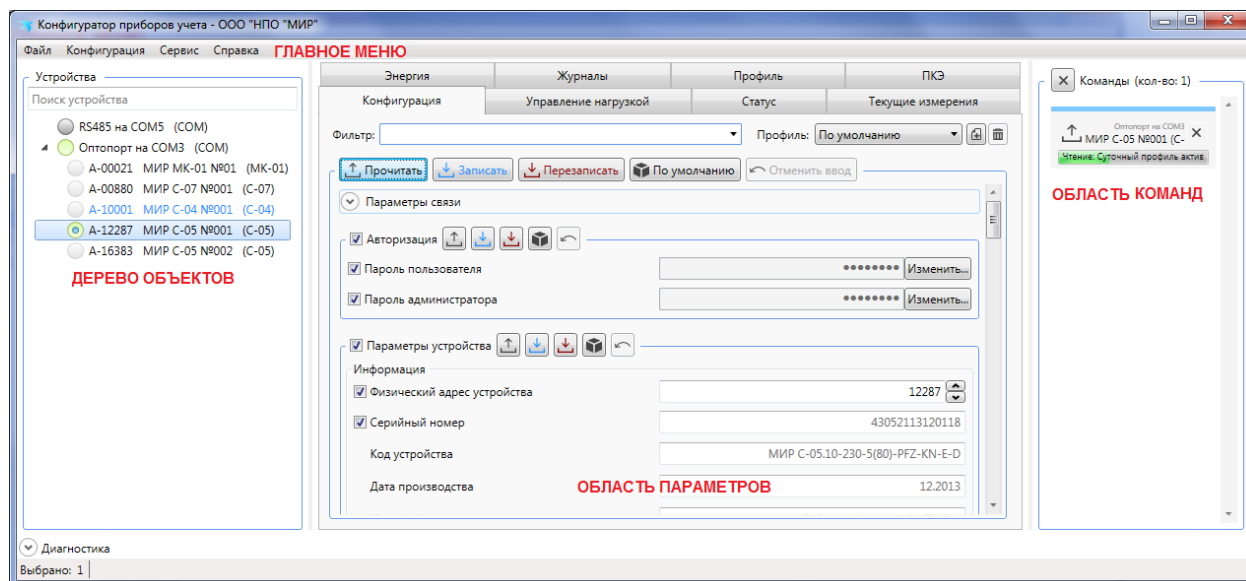 Конфигуратор приборов учета - ООО "НПО "МИР"
Файл Конфигурация Сервис Справка ГЛАВНОЕ МЕНЮ
Устройства
Поиск устройства
RS485 на COM5 (COM)
Оптопорт на COM3 (COM)
A-00021 МИР МК-01 №01 (МК-01)
A-00880 МИР С-07 №001 (С-07)
A-10001 МИР С-04 №001 (С-04)
A-12287 МИР С-05 №001 (С-05)
A-16383 МИР С-05 №002 (С-05)
ДЕРЕВО ОБЪЕКТОВ
Энергия Журналы Профиль ПКЭ
Конфигурация Управление нагрузкой Статус Текущие измерения
Фильтр: Профиль: По умолчанию
Прочитать Записать Перезаписать По умолчанию Отменить ввод
Параметры связи
Авторизация
Пароль пользователя ●●●●●●●● Изменить...
Пароль администратора ●●●●●●●● Изменить...
Параметры устройства
Информация
Физический адрес устройства 12287
Серийный номер 43052113120118
Код устройства МИР С-05.10-230-5(80)-PFZ-KN-E-D
Дата производства 12.2013
ОБЛАСТЬ ПАРАМЕТРОВ
Команды (кол-во: 1)
Оптопорт на COM3
МИР С-05 №001 (С-
Чтение: Суточный профиль актив
ОБЛАСТЬ КОМАНД
Диагностика
Выбрано: 1